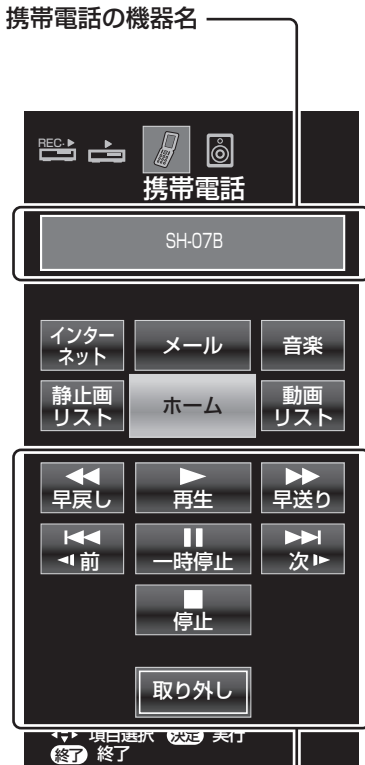 携帯電話の機器名
REC
携帯電話
SH-07B
インター
ネット
メール
音楽
静止画
リスト
ホーム
動画
リスト
早戻し
再生
早送り
前
一時停止
次
停止
取り外し
項目選択 決定 実行
終了 終了